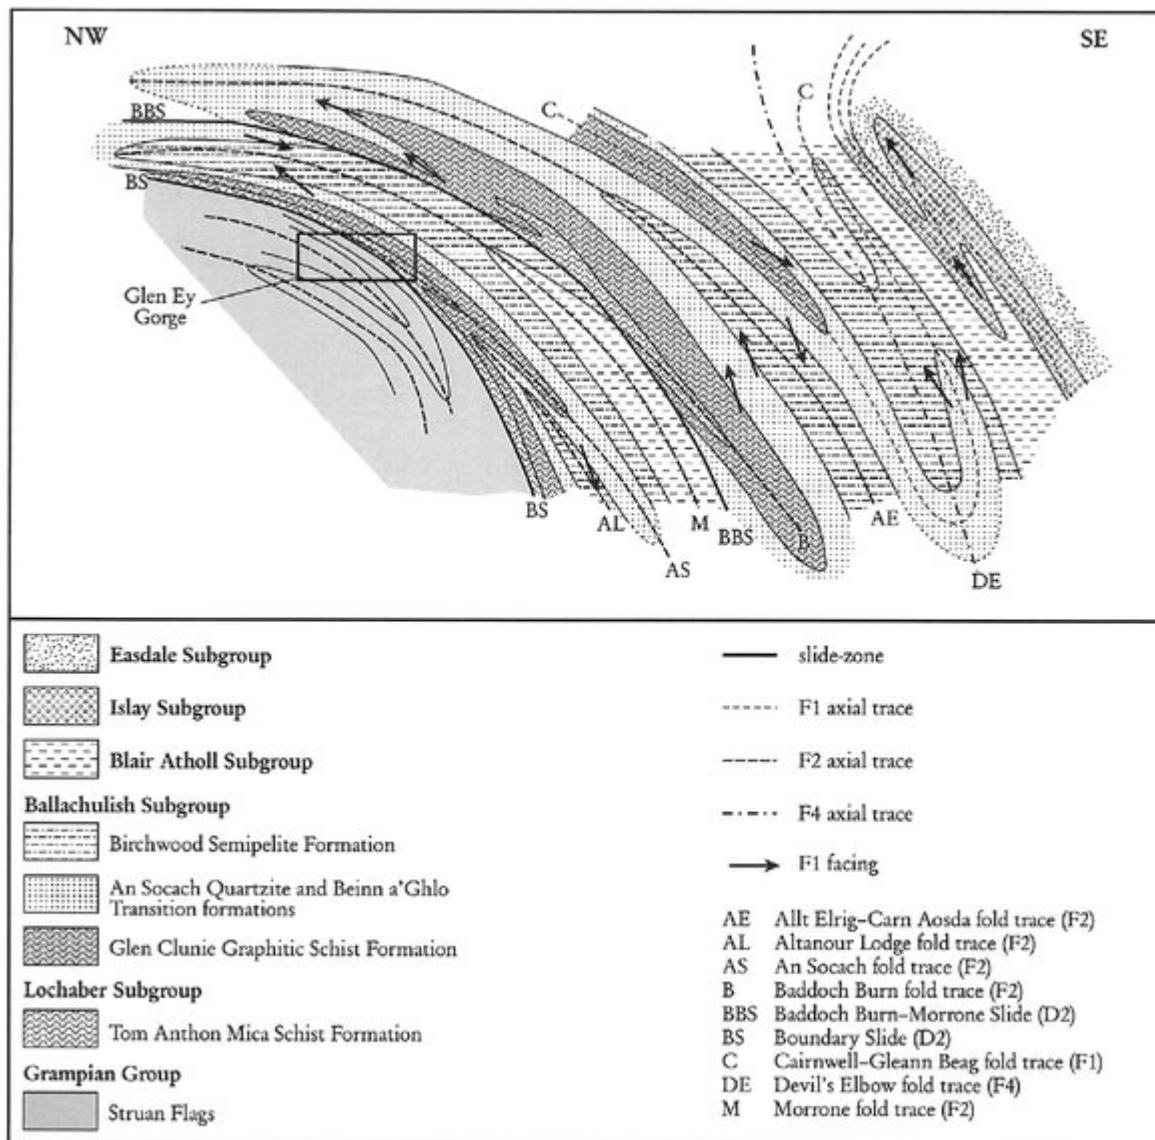 NW
SE
C
C
BBS
BS
Glen Ey
Gorge
BS
AL
AS
M
BBS
B
AE
DE
Easdale Subgroup
Islay Subgroup
Blair Atholl Subgroup
Ballachulish Subgroup
Birchwood Semipelite Formation
An Socach Quartzite and Beinn a'Ghlo
Transition formations
Glen Clunie Graphitic Schist Formation
Lochaber Subgroup
Tom Anthon Mica Schist Formation
Grampian Group
Struan Flags
slide-zone
F1 axial trace
F2 axial trace
F4 axial trace
F1 facing
AE Allt Elrig–Carn Aosda fold trace (F2)
AL Altanour Lodge fold trace (F2)
AS An Socach fold trace (F2)
B Baddoch Burn fold trace (F2)
BBS Baddoch Burn–Morrone Slide (D2)
BS Boundary Slide (D2)
C Cairnwell–Gleann Beag fold trace (F1)
DE Devil's Elbow fold trace (F4)
M Morrone fold trace (F2)